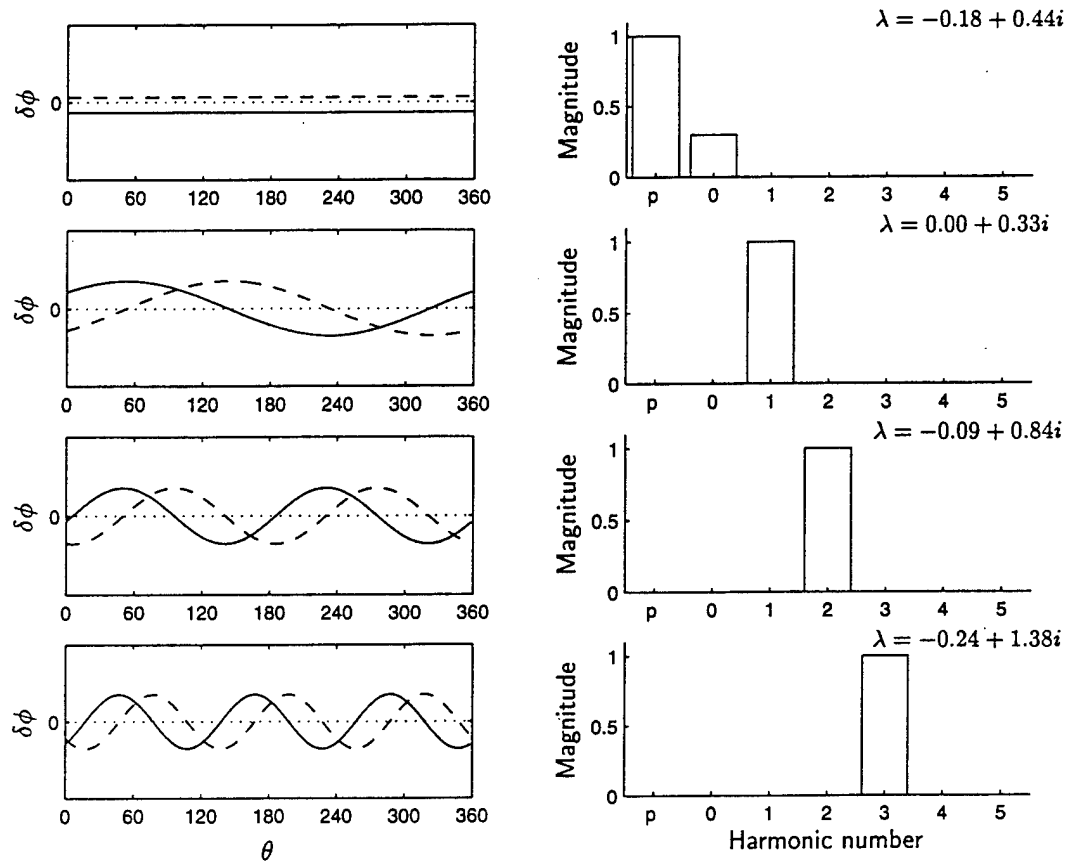 δφ
0
0 60 120 180 240 300 360
λ = −0.18 + 0.44i
Magnitude
1
0.5
0
p 0 1 2 3 4 5
δφ
0
0 60 120 180 240 300 360
λ = 0.00 + 0.33i
Magnitude
1
0.5
0
p 0 1 2 3 4 5
δφ
0
0 60 120 180 240 300 360
λ = −0.09 + 0.84i
Magnitude
1
0.5
0
p 0 1 2 3 4 5
δφ
0
0 60 120 180 240 300 360
θ
λ = −0.24 + 1.38i
Magnitude
1
0.5
0
p 0 1 2 3 4 5
Harmonic number